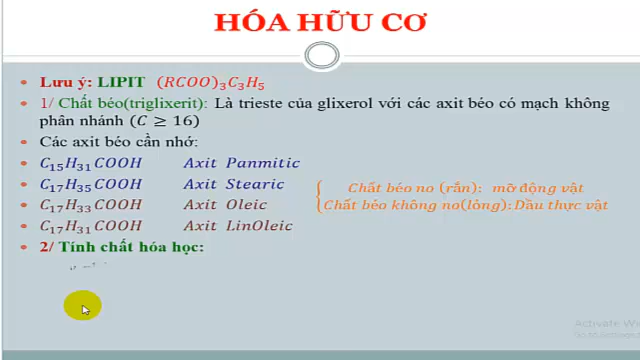 HÓA HỮU CƠ
Lưu ý: LIPIT (RCOO)₃C₃H₅
1/ Chất béo(triglixerit): Là trieste của glixerol với các axit béo có mạch không
phân nhánh (C ≥ 16)
Các axit béo cần nhớ:
C₁₅H₃₁COOH Axit Panmitic
C₁₇H₃₅COOH Axit Stearic
C₁₇H₃₃COOH Axit Oleic
C₁₇H₃₁COOH Axit LinOleic
Chất béo no (rắn): mỡ động vật
Chất béo không no(lỏng): Dầu thực vật
2/ Tính chất hóa học:
Activate Wi